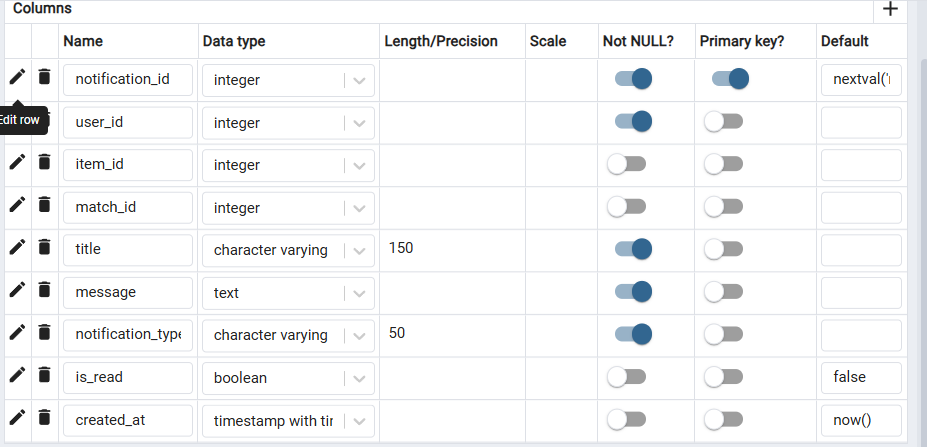 Columns
Name Data type Length/Precision Scale Not NULL? Primary key? Default
notification_id integer nextval('
Edit row
user_id integer
item_id integer
match_id integer
title character varying 150
message text
notification_type character varying 50
is_read boolean false
created_at timestamp with tir now()